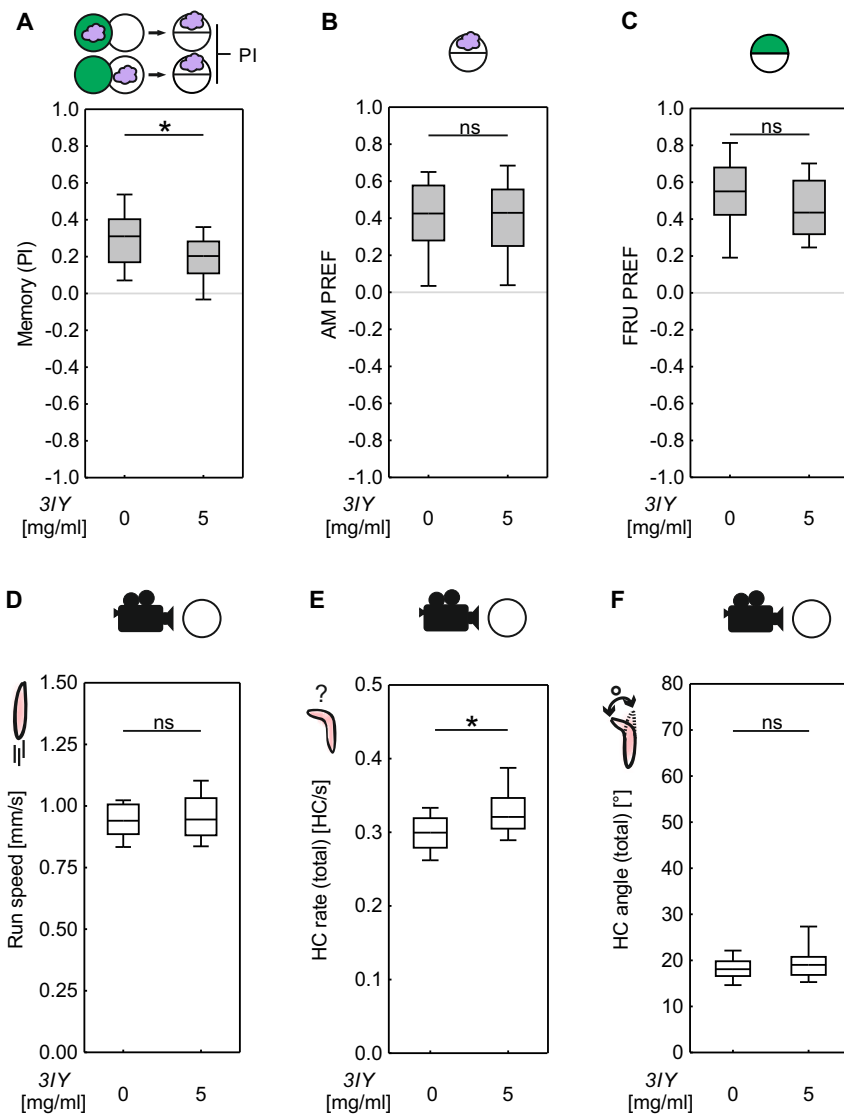 A
PI
1.0
0.8
0.6
0.4
0.2
0.0
-0.2
-0.4
-0.6
-0.8
-1.0
Memory (PI)
*
3IY
[mg/ml]
0
5
B
1.0
0.8
0.6
0.4
0.2
0.0
-0.2
-0.4
-0.6
-0.8
-1.0
AM PREF
ns
0
5
C
1.0
0.8
0.6
0.4
0.2
0.0
-0.2
-0.4
-0.6
-0.8
-1.0
FRU PREF
ns
3IY
[mg/ml]
0
5
D
1.50
1.25
1.00
0.75
0.50
0.25
0.00
Run speed [mm/s]
ns
3IY
[mg/ml]
0
5
E
?
0.5
0.4
0.3
0.2
0.1
0.0
HC rate (total) [HC/s]
*
3IY
[mg/ml]
0
5
F
80
70
60
50
40
30
20
10
0
HC angle (total) [°]
ns
3IY
[mg/ml]
0
5